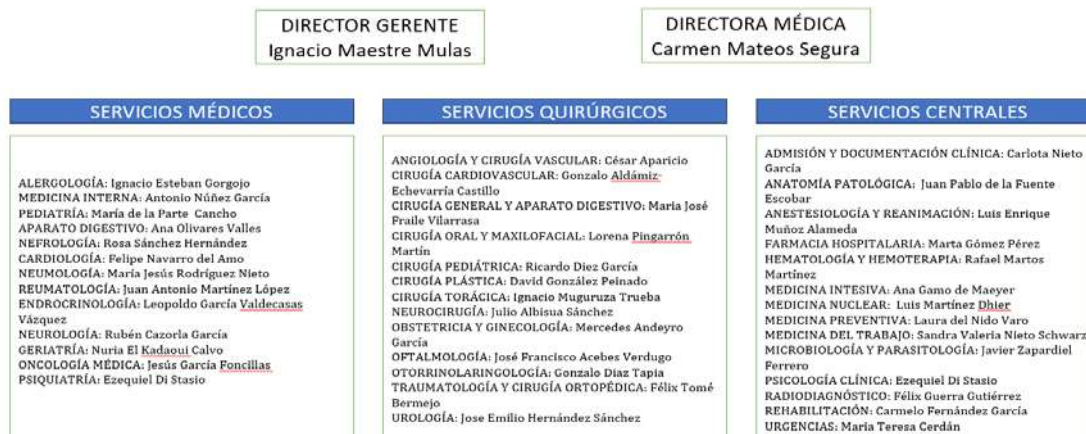 DIRECTOR GERENTE
Ignacio Maestre Mulas
DIRECTORA MÉDICA
Carmen Mateos Segura
SERVICIOS MÉDICOS
ALERGOLOGÍA: Ignacio Esteban Gorgojo
MEDICINA INTERNA: Antonio Núñez García
PEDIATRÍA: María de la Parte Cancho
APARATO DIGESTIVO: Ana Olivares Valles
NEFROLOGÍA: Rosa Sánchez Hernández
CARDIOLOGÍA: Felipe Navarro del Amo
NEUMOLOGÍA: María Jesús Rodríguez Nieto
REUMATOLOGÍA: Juan Antonio Martínez López
ENDOCRINOLOGÍA: Leopoldo García Valdecasas
Vázquez
NEUROLOGÍA: Rubén Cazorla García
GERIATRÍA: Nuria El Kadaoui Calvo
ONCOLOGÍA MÉDICA: Jesús García Foncillas
PSIQUIATRÍA: Ezequiel Di Stasio
SERVICIOS QUIRÚRGICOS
ANGIOLOGÍA Y CIRUGÍA VASCULAR: César Aparicio
CIRUGÍA CARDIOVASCULAR: Gonzalo Aldámiz-
Echevarría Castillo
CIRUGÍA GENERAL Y APARATO DIGESTIVO: Maria José
Fraile Vilarrasa
CIRUGÍA ORAL Y MAXILOFACIAL: Lorena Pingarrón
Martín
CIRUGÍA PEDIÁTRICA: Ricardo Diez García
CIRUGÍA PLÁSTICA: David González Peinado
CIRUGÍA TORÁCICA: Ignacio Muguruza Trueba
NEUROCIRUGÍA: Julio Albisua Sánchez
OBSTETRICIA Y GINECOLOGÍA: Mercedes Andeyro
García
OFTALMOLOGÍA: José Francisco Acebes Verdugo
OTORRINOLARINGOLOGÍA: Gonzalo Díaz Tapia
TRAUMATOLOGÍA Y CIRUGÍA ORTOPÉDICA: Félix Tomé
Bermejo
UROLOGÍA: Jose Emilio Hernández Sánchez
SERVICIOS CENTRALES
ADMISIÓN Y DOCUMENTACIÓN CLÍNICA: Carlota Nieto
García
ANATOMÍA PATOLÓGICA: Juan Pablo de la Fuente
Escobar
ANESTESIOLOGÍA Y REANIMACIÓN: Luis Enrique
Muñoz Alameda
FARMACIA HOSPITALARIA: Marta Gómez Pérez
HEMATOLOGÍA Y HEMOTERAPIA: Rafael Martos
Martínez
MEDICINA INTESIVA: Ana Gamo de Maeyer
MEDICINA NUCLEAR: Luis Martínez Dhier
MEDICINA PREVENTIVA: Laura del Nido Varo
MEDICINA DEL TRABAJO: Sandra Valeria Nieto Schwarz
MICROBIOLOGÍA Y PARASITOLOGÍA: Javier Zapardiel
Ferrero
PSICOLOGÍA CLÍNICA: Ezequiel Di Stasio
RADIODIAGNÓSTICO: Félix Guerra Gutiérrez
REHABILITACIÓN: Carmelo Fernández García
URGENCIAS: Maria Teresa Cerdán